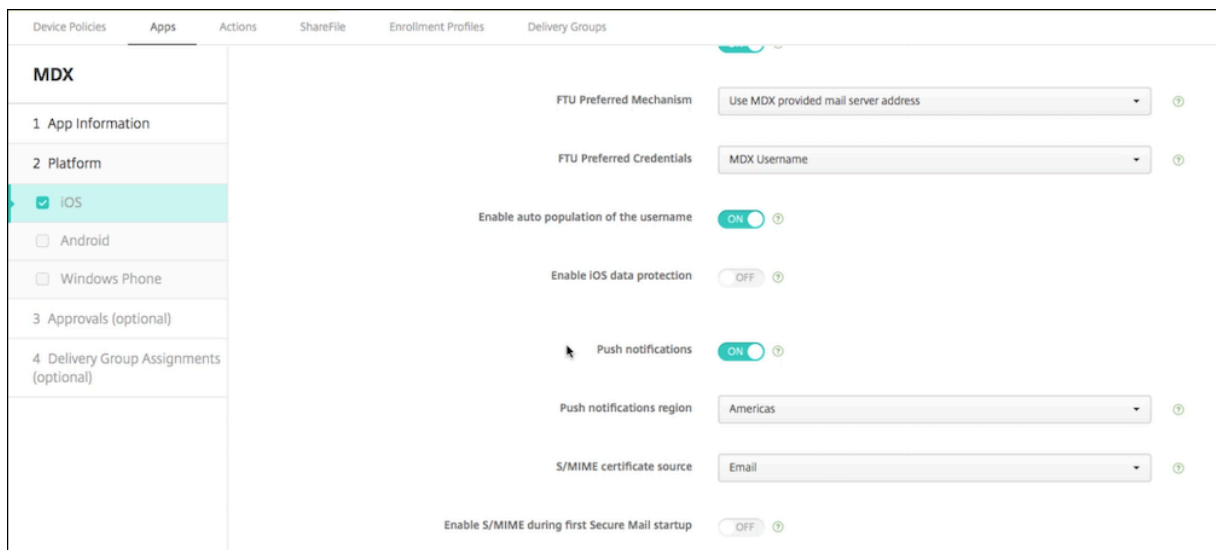 Device Policies Apps Actions ShareFile Enrollment Profiles Delivery Groups
MDX
1 App Information
2 Platform
iOS
Android
Windows Phone
3 Approvals (optional)
4 Delivery Group Assignments
(optional)
FTU Preferred Mechanism Use MDX provided mail server address
FTU Preferred Credentials MDX Username
Enable auto population of the username ON
Enable iOS data protection OFF
Push notifications ON
Push notifications region Americas
S/MIME certificate source Email
Enable S/MIME during first Secure Mail startup OFF